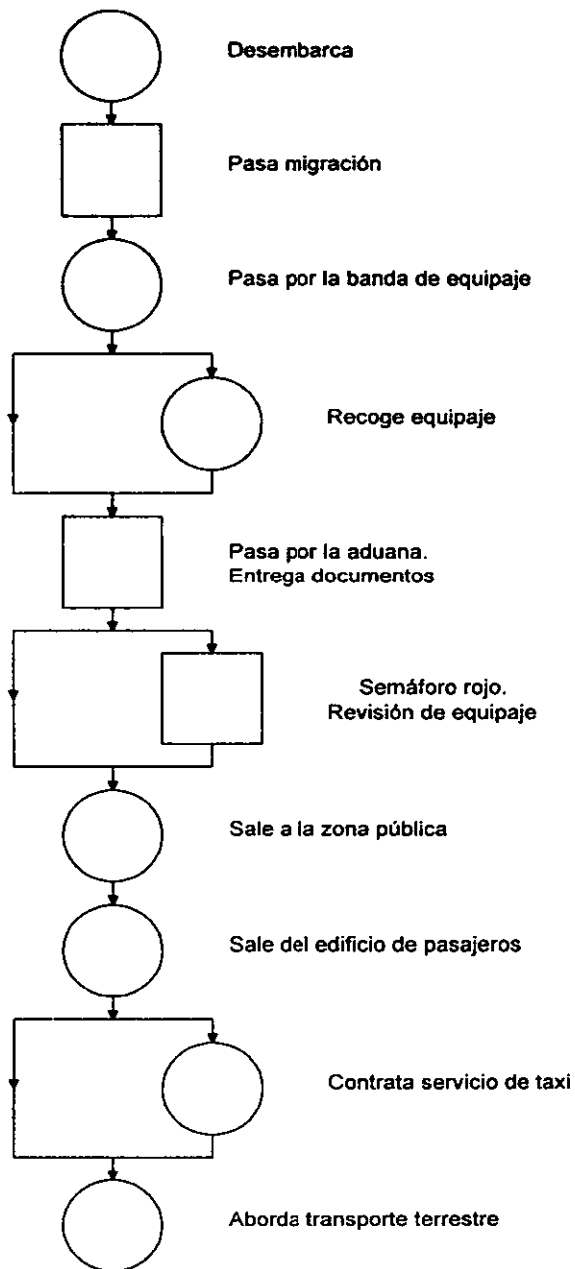 Desembarca
Pasa migración
Pasa por la banda de equipaje
Recoge equipaje
Pasa por la aduana.
Entrega documentos
Semáforo rojo.
Revisión de equipaje
Sale a la zona pública
Sale del edificio de pasajeros
Contrata servicio de taxi
Aborda transporte terrestre